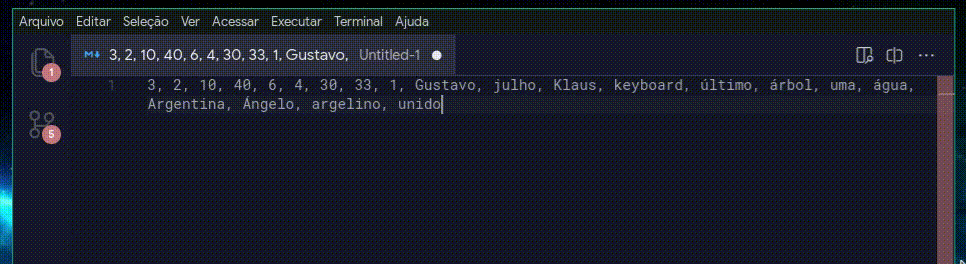 Arquivo Editar Seleção Ver Acessar Executar Terminal Ajuda
3, 2, 10, 40, 6, 4, 30, 33, 1, Gustavo, Untitled-1
1
1 3, 2, 10, 40, 6, 4, 30, 33, 1, Gustavo, julho, Klaus, keyboard, último, árbol, uma, água,
Argentina, Ángelo, argelino, unido
5